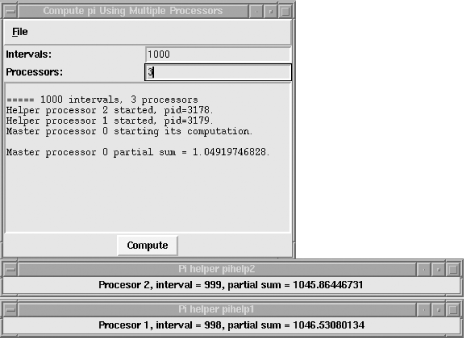 Compute pi Using Multiple Processors
File
Intervals: 1000
Processors: 3
===== 1000 intervals, 3 processors
Helper processor 2 started, pid=3178.
Helper processor 1 started, pid=3179.
Master processor 0 starting its computation.
Master processor 0 partial sum = 1.04919746828.
Compute
Pi helper pihelp2
Procesor 2, interval = 999, partial sum = 1045.86446731
Pi helper pihelp1
Procesor 1, interval = 998, partial sum = 1046.53080134